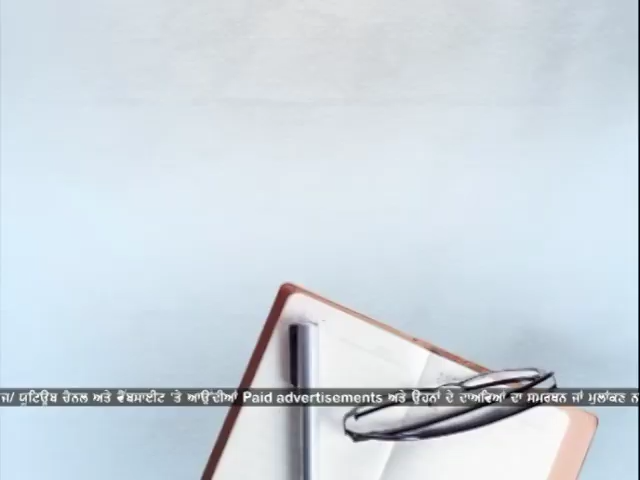 ਜ/ ਯੂਟਿਊਬ ਚੈਨਲ ਅਤੇ ਵੈੱਬਸਾਈਟ 'ਤੇ ਆਉਂਦੀਆਂ Paid advertisements ਅਤੇ ਉਹਨਾਂ ਦੇ ਦਾਅਵਿਆਂ ਦਾ ਸਮਰਥਨ ਜਾਂ ਮੁਲਾਂਕਣ ਨ